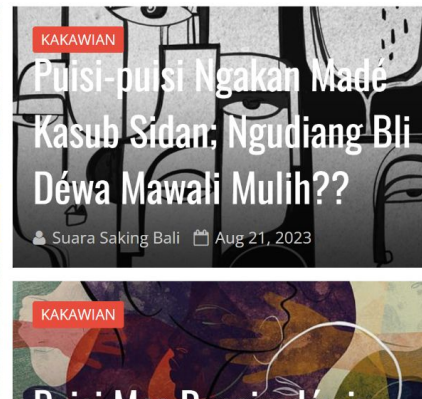 KAKAWIAN
Puisi-puisi Ngakan Madé
Kasub Sidan; Ngudiang Bli
Déwa Mawali Mulih??
Suara Saking Bali Aug 21, 2023
KAKAWIAN